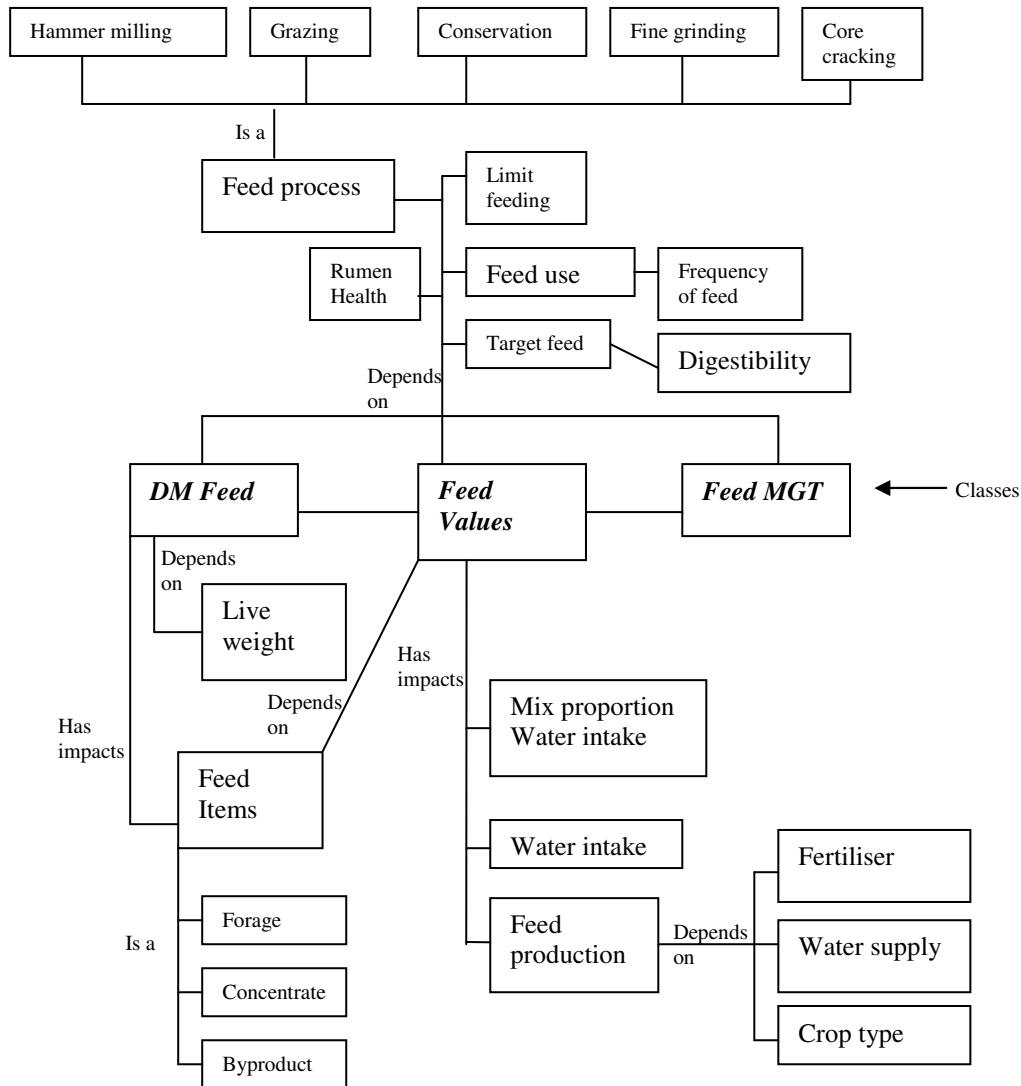 Hammer milling
Grazing
Conservation
Fine grinding
Core
cracking
Is a
Feed process
Limit
feeding
Rumen
Health
Feed use
Frequency
of feed
Target feed
Digestibility
Depends
on
DM Feed
Feed
Values
Feed MGT
Classes
Depends
on
Live
weight
Has
impacts
Depends
on
Has
impacts
Mix proportion
Water intake
Feed
Items
Water intake
Fertiliser
Forage
Feed
production
Depends
on
Water supply
Is a
Concentrate
Crop type
Byproduct